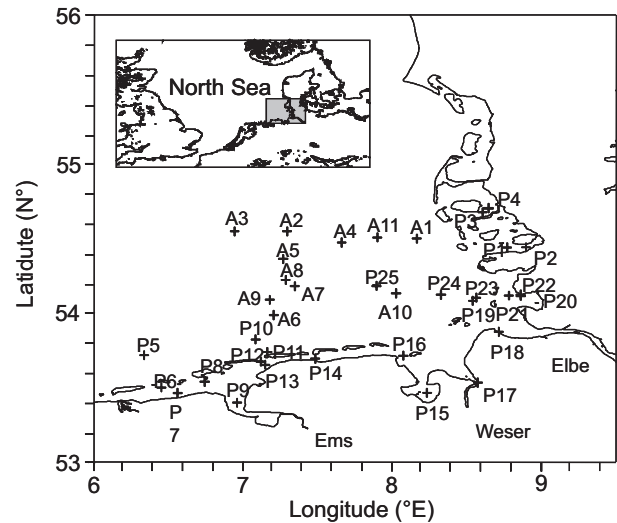 56
North Sea
55
P4
P3
A3
A2
A4
A11
A1
A5
P1
P2
A8
A7
P25
P24
P23
P22
54
A9
A10
P20
P19
P21
A6
P10
P5
P12
P11
P16
P18
P8
P14
Elbe
P6
P13
P9
P17
P
7
P15
Ems
Weser
53
6
7
8
9
Latidute (N°)
Longitude (°E)